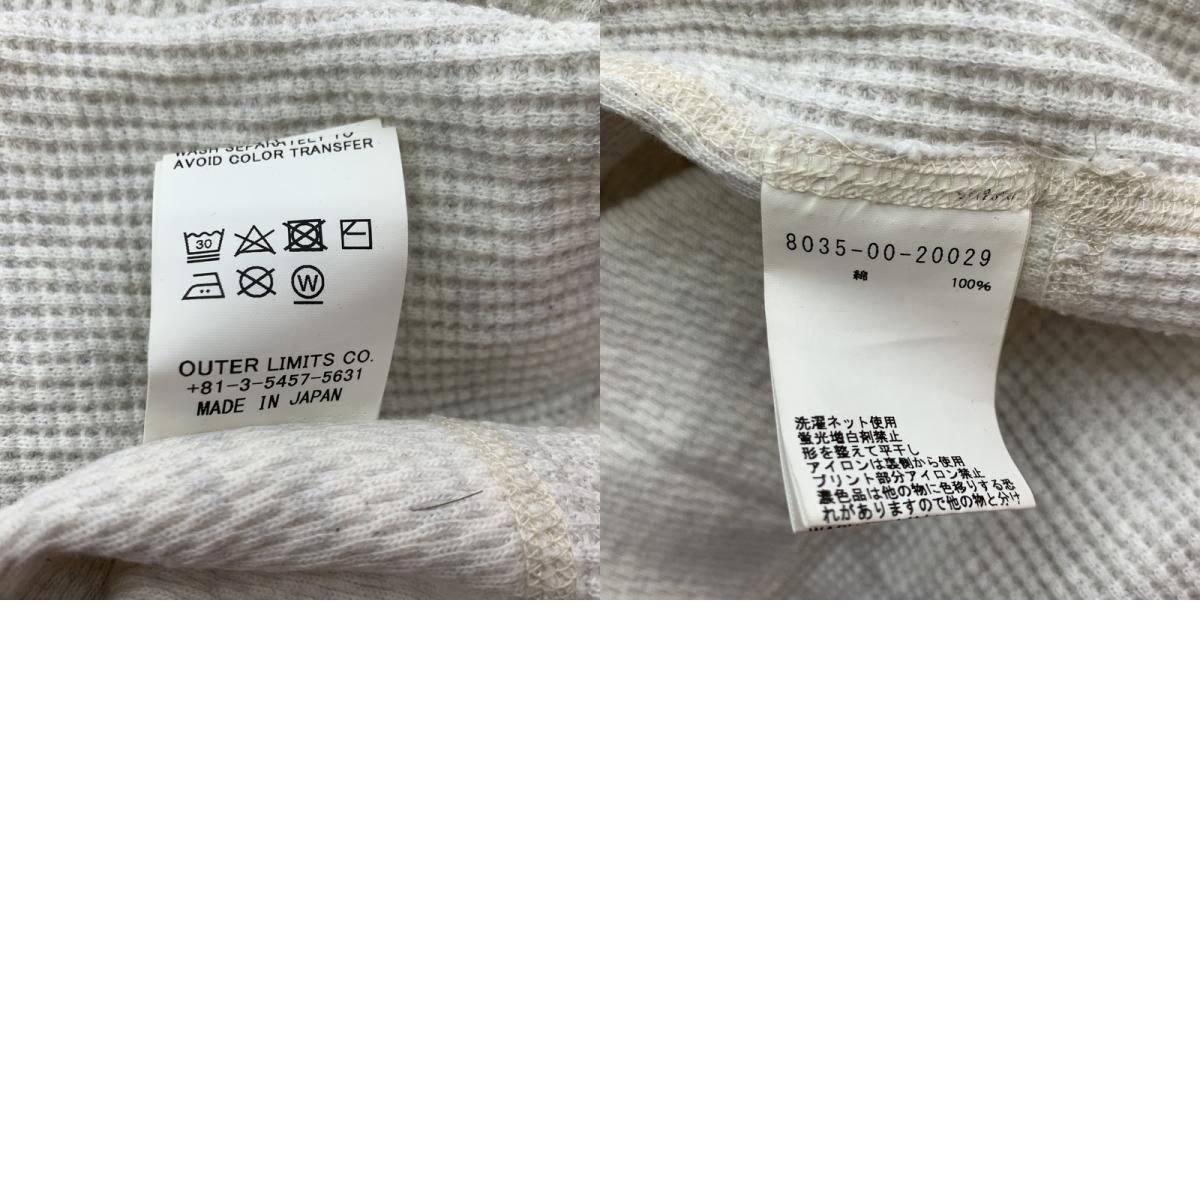 WASH SEPARATELY TO
AVOID COLOR TRANSFER
30
W
OUTER LIMITS CO.
+81-3-5457-5631
MADE IN JAPAN
8035-00-20029
綿 100%
洗濯ネット使用
蛍光増白剤禁止
形を整えて平干し
アイロンは裏側から使用
プリント部分アイロン禁止
濃色品は他の物に色移りする恐
れがありますので他の物と分け